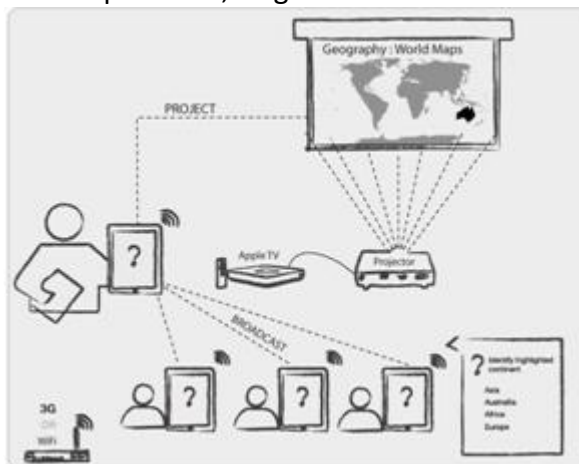 Geography : World Maps
PROJECT
Apple TV
Projector
?
BROADCAST
?
?
?
? Identify highlighted
continent
Asia
Australia
Africa
Europe
3G
OR
WiFi